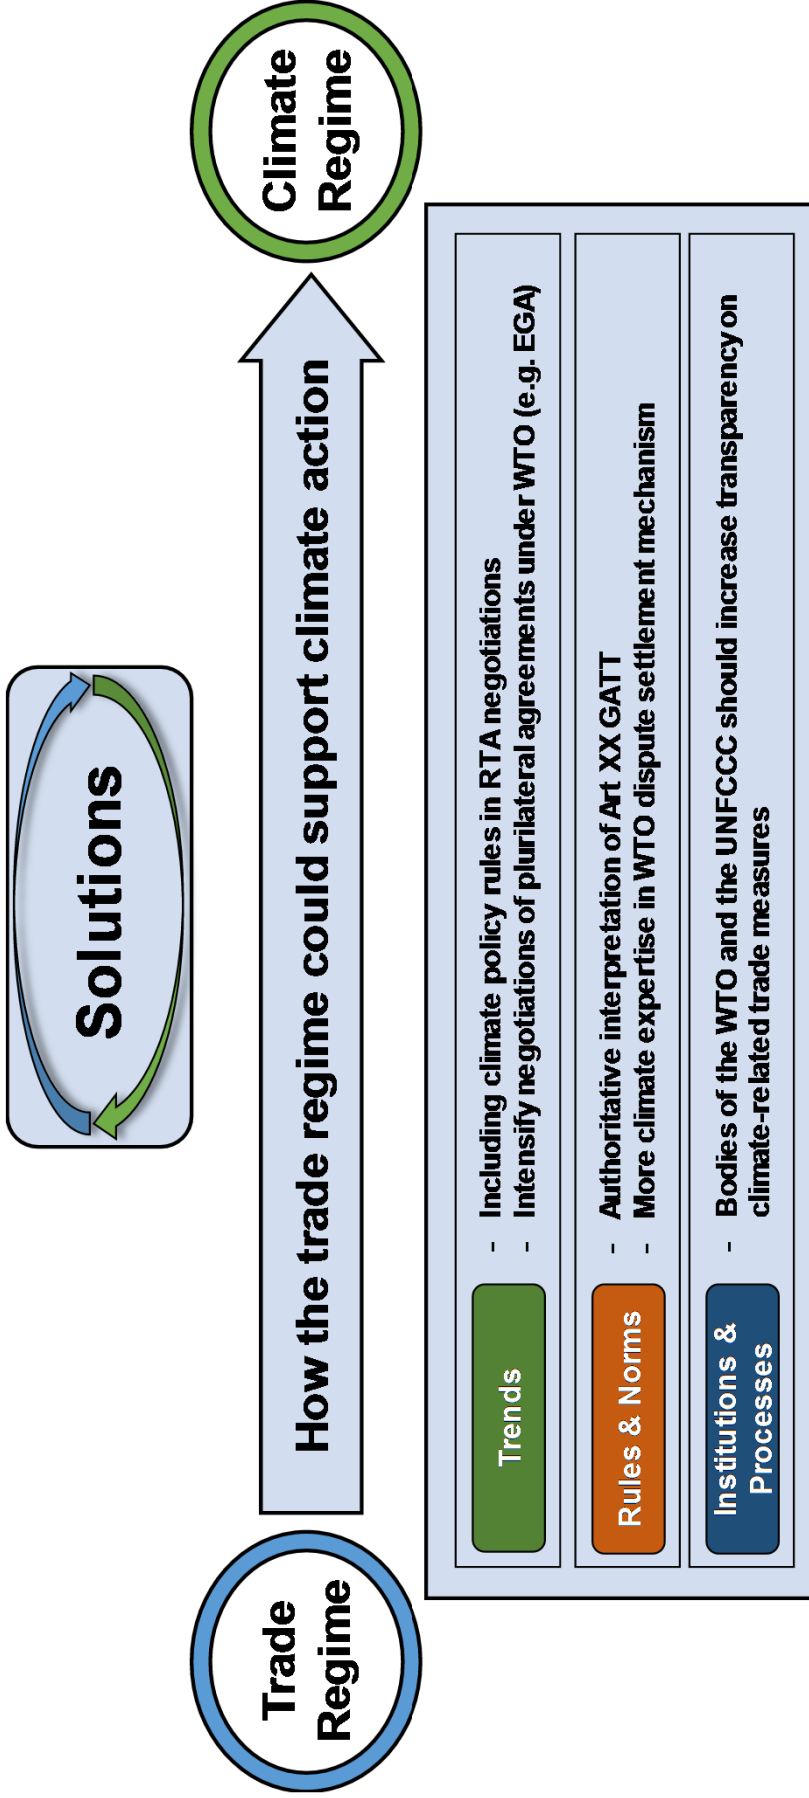 Solutions
Trade
Regime
How the trade regime could support climate action
Climate
Regime
Trends
- Including climate policy rules in RTA negotiations
- Intensify negotiations of plurilateral agreements under WTO (e.g. EGA)
Rules & Norms
- Authoritative interpretation of Art XX GATT
- More climate expertise in WTO dispute settlement mechanism
Institutions &
Processes
- Bodies of the WTO and the UNFCCC should increase transparency on
climate-related trade measures